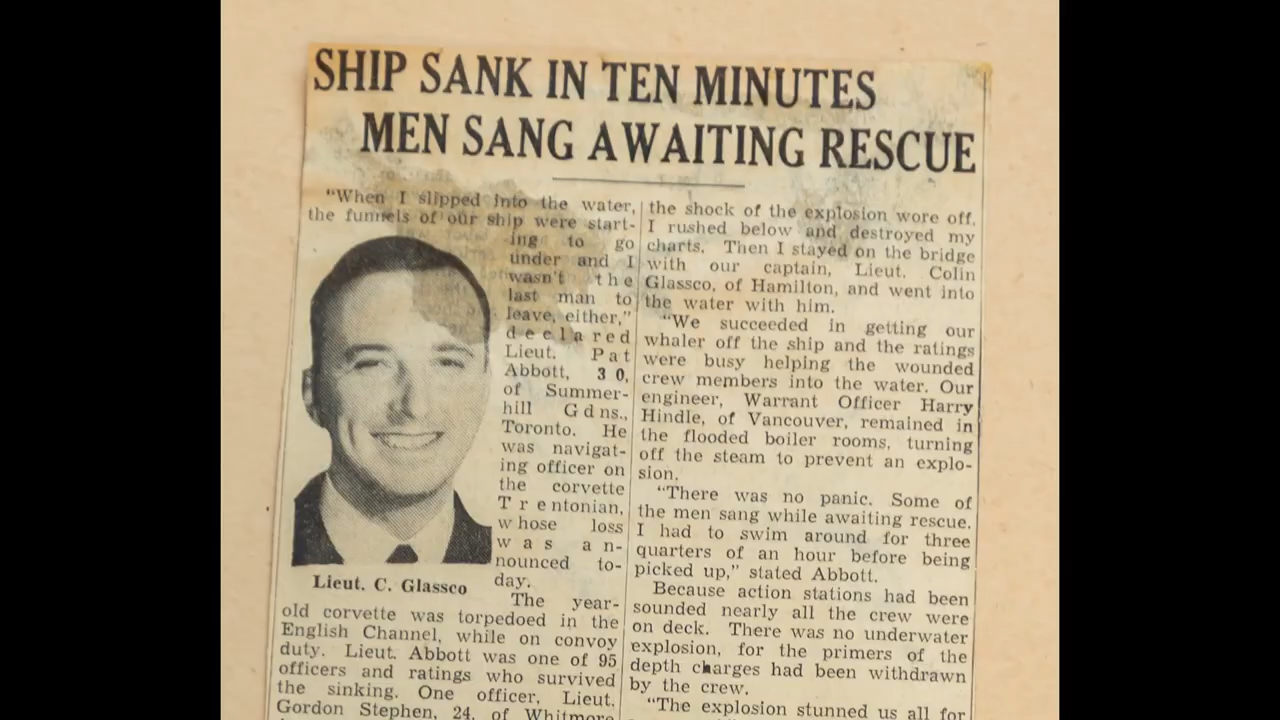 SHIP SANK IN TEN MINUTES
MEN SANG AWAITING RESCUE
"When I slipped into the water,
the funnels of our ship were start-
ing to go
under and I
wasn't the
last man to
leave, either,"
declared
Lieut. Pat
Abbott, 30,
of Summer-
hill Gdns.,
Toronto. He
was navigat-
ing officer on
the corvette
Trentonian,
whose loss
was an-
nounced to-
day.
Lieut. C. Glassco
The year-
old corvette was torpedoed in the
English Channel, while on convoy
duty. Lieut. Abbott was one of 95
officers and ratings who survived
the sinking. One officer, Lieut.
Gordon Stephen, 24, of Whitmore
the shock of the explosion wore off,
I rushed below and destroyed my
charts. Then I stayed on the bridge
with our captain, Lieut. Colin
Glassco, of Hamilton, and went into
the water with him.
"We succeeded in getting our
whaler off the ship and the ratings
were busy helping the wounded
crew members into the water. Our
engineer, Warrant Officer Harry
Hindle, of Vancouver, remained in
the flooded boiler rooms, turning
off the steam to prevent an explo-
sion.
"There was no panic. Some of
the men sang while awaiting rescue.
I had to swim around for three
quarters of an hour before being
picked up," stated Abbott.
Because action stations had been
sounded nearly all the crew were
on deck. There was no underwater
explosion, for the primers of the
depth charges had been withdrawn
by the crew.
"The explosion stunned us all for